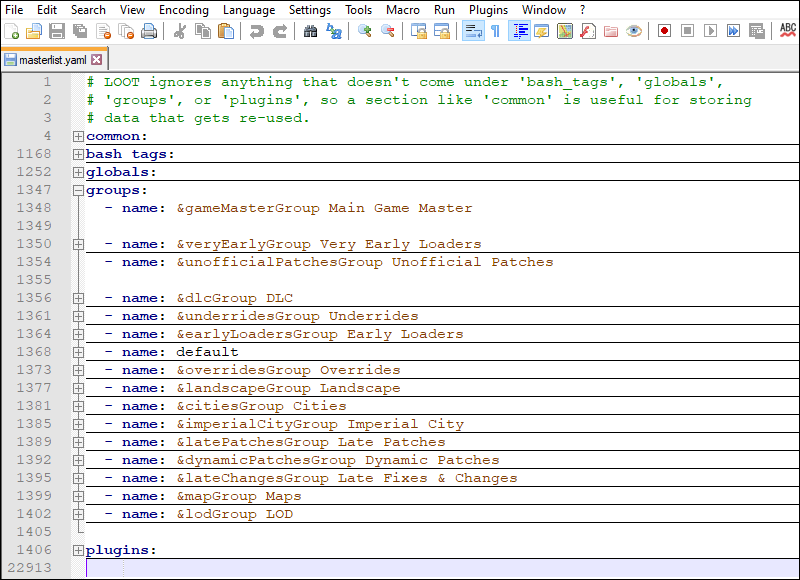 File Edit Search View Encoding Language Settings Tools Macro Run Plugins Window ?
ABC
masterlist.yaml
1 # LOOT ignores anything that doesn't come under 'bash_tags', 'globals',
2 # 'groups', or 'plugins', so a section like 'common' is useful for storing
3 # data that gets re-used.
4 common:
1168 bash tags:
1252 globals:
1347 groups:
1348 - name: &gameMasterGroup Main Game Master
1349
1350 - name: &veryEarlyGroup Very Early Loaders
1354 - name: &unofficialPatchesGroup Unofficial Patches
1355
1356 - name: &dlcGroup DLC
1361 - name: &underridesGroup Underrides
1364 - name: &earlyLoadersGroup Early Loaders
1368 - name: default
1373 - name: &overridesGroup Overrides
1377 - name: &landscapeGroup Landscape
1381 - name: &citiesGroup Cities
1385 - name: &imperialCityGroup Imperial City
1389 - name: &latePatchesGroup Late Patches
1392 - name: &dynamicPatchesGroup Dynamic Patches
1395 - name: &lateChangesGroup Late Fixes & Changes
1399 - name: &mapGroup Maps
1402 - name: &lodGroup LOD
1405
1406 plugins:
22913